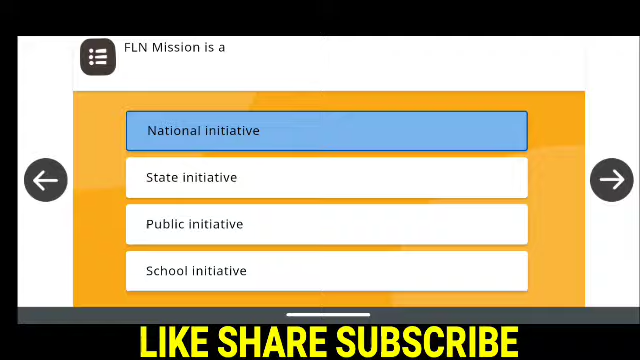 FLN Mission is a
National initiative
State initiative
Public initiative
School initiative
LIKE SHARE SUBSCRIBE